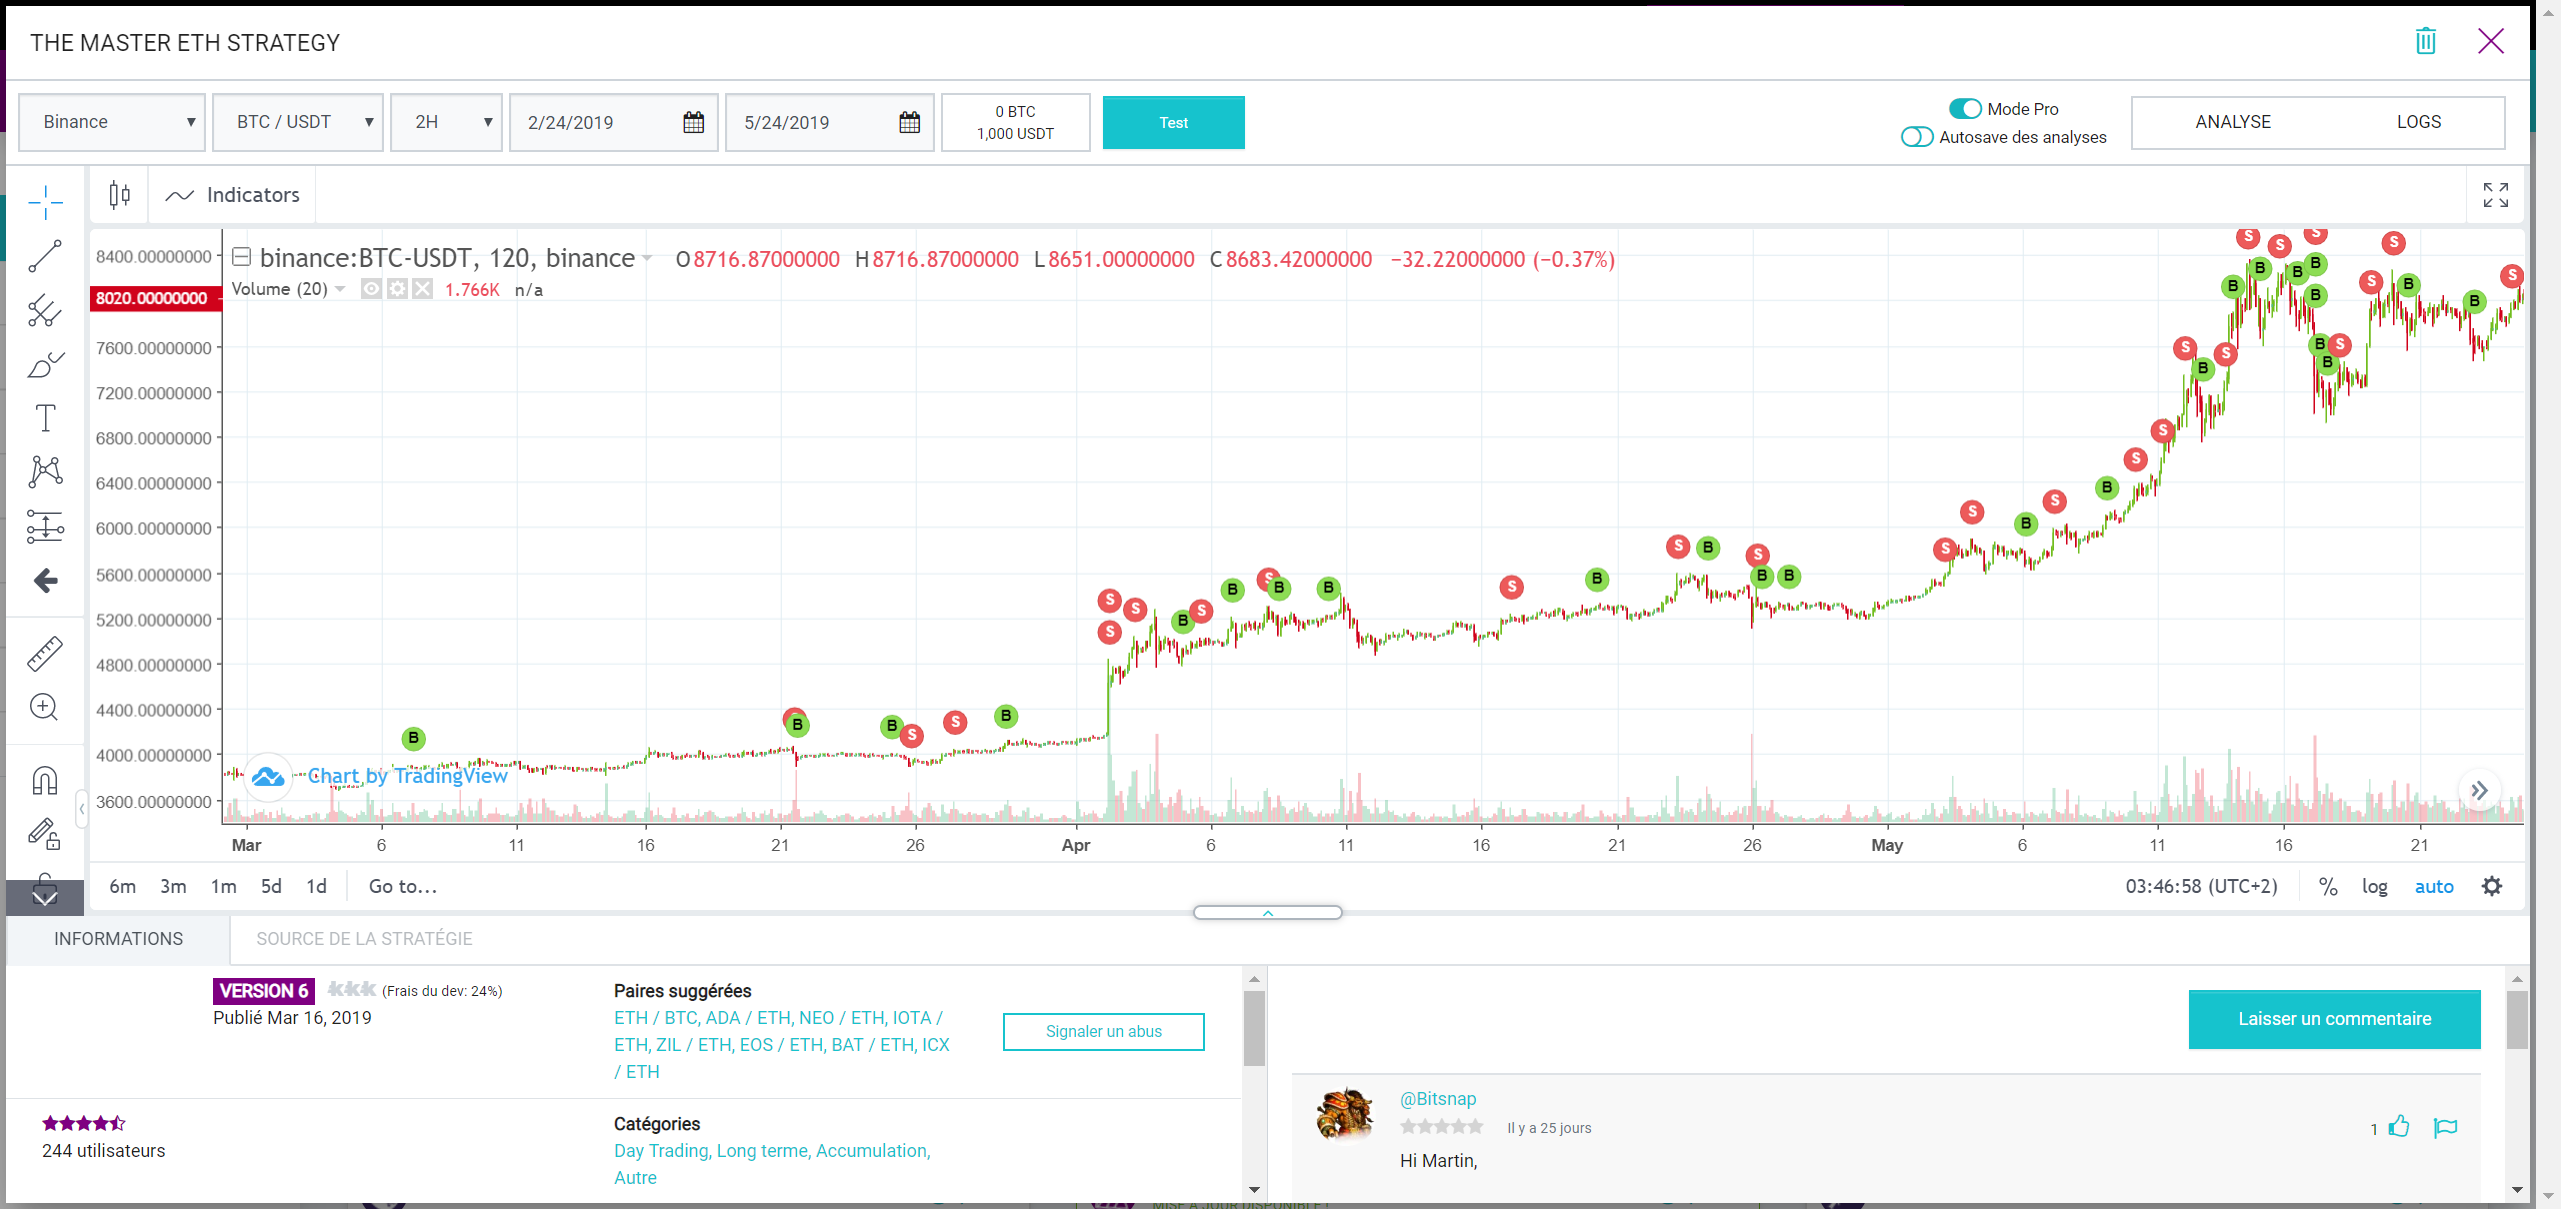 THE MASTER ETH STRATEGY
Binance
BTC / USDT
2H
2/24/2019
5/24/2019
0 BTC
1,000 USDT
Test
Mode Pro
Autosave des analyses
ANALYSE
LOGS
Indicators
binance:BTC-USDT, 120, binance
O8716.87000000 H8716.87000000 L8651.00000000 C8683.42000000 −32.22000000 (−0.37%)
Volume (20)
1.766K n/a
8400.00000000
8020.00000000
7600.00000000
7200.00000000
6800.00000000
6400.00000000
6000.00000000
5600.00000000
5200.00000000
4800.00000000
4400.00000000
4000.00000000
3600.00000000
Chart by TradingView
Mar 6 11 16 21 26 Apr 6 11 16 21 26 May 6 11 16 21
6m 3m 1m 5d 1d Go to...
03:46:58 (UTC+2) % log auto
INFORMATIONS
SOURCE DE LA STRATÉGIE
VERSION 6
(Frais du dev: 24%)
Publié Mar 16, 2019
Paires suggérées
ETH / BTC, ADA / ETH, NEO / ETH, IOTA /
ETH, ZIL / ETH, EOS / ETH, BAT / ETH, ICX
/ ETH
Signaler un abus
244 utilisateurs
Catégories
Day Trading, Long terme, Accumulation,
Autre
Laisser un commentaire
@Bitsnap
Il y a 25 jours
1
Hi Martin,
MISE À JOUR DISPONIBLE !